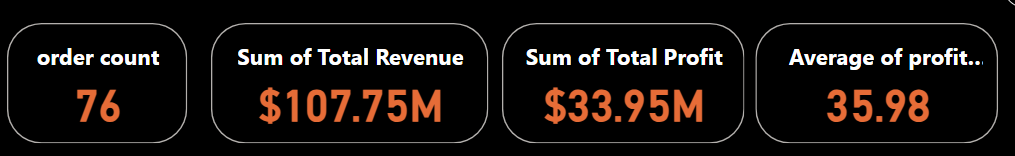 order count
76
Sum of Total Revenue
$107.75M
Sum of Total Profit
$33.95M
Average of profit...
35.98